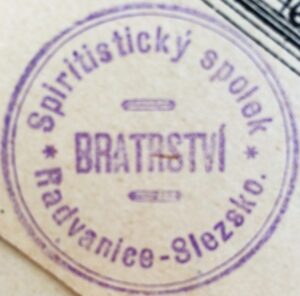 Spiritistický spolek
BRATRSTVÍ
* Radvanice-Slezsko. *